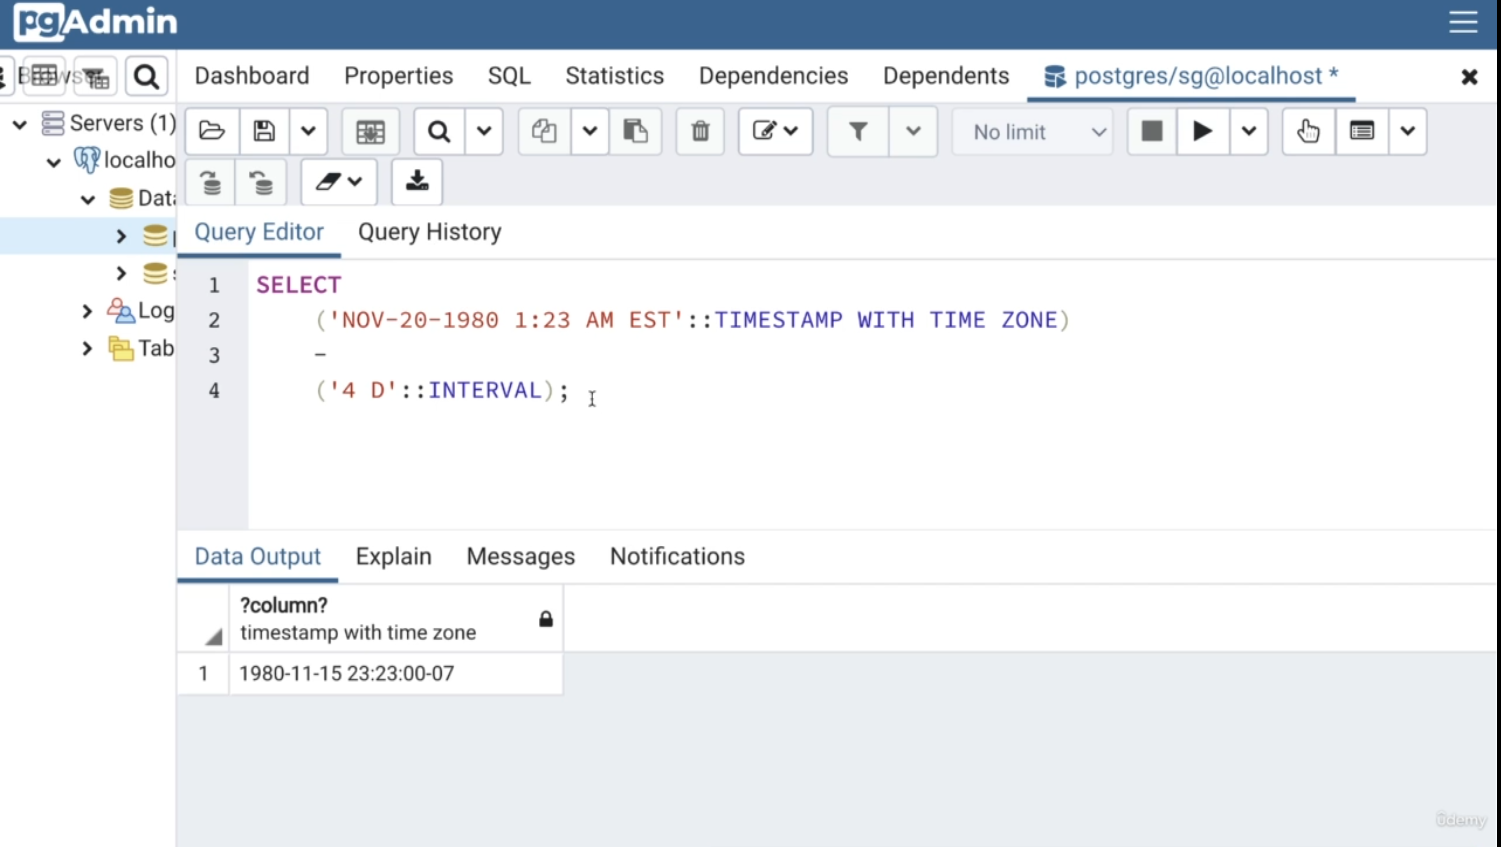 pgAdmin
Browse
Dashboard Properties SQL Statistics Dependencies Dependents postgres/sg@localhost *
Servers (1)
No limit
localho
Data
Query Editor Query History
Log
Tab
1 SELECT
2 ('NOV-20-1980 1:23 AM EST'::TIMESTAMP WITH TIME ZONE)
3 -
4 ('4 D'::INTERVAL);
Data Output Explain Messages Notifications
?column?
timestamp with time zone
1 1980-11-15 23:23:00-07
ûdemy